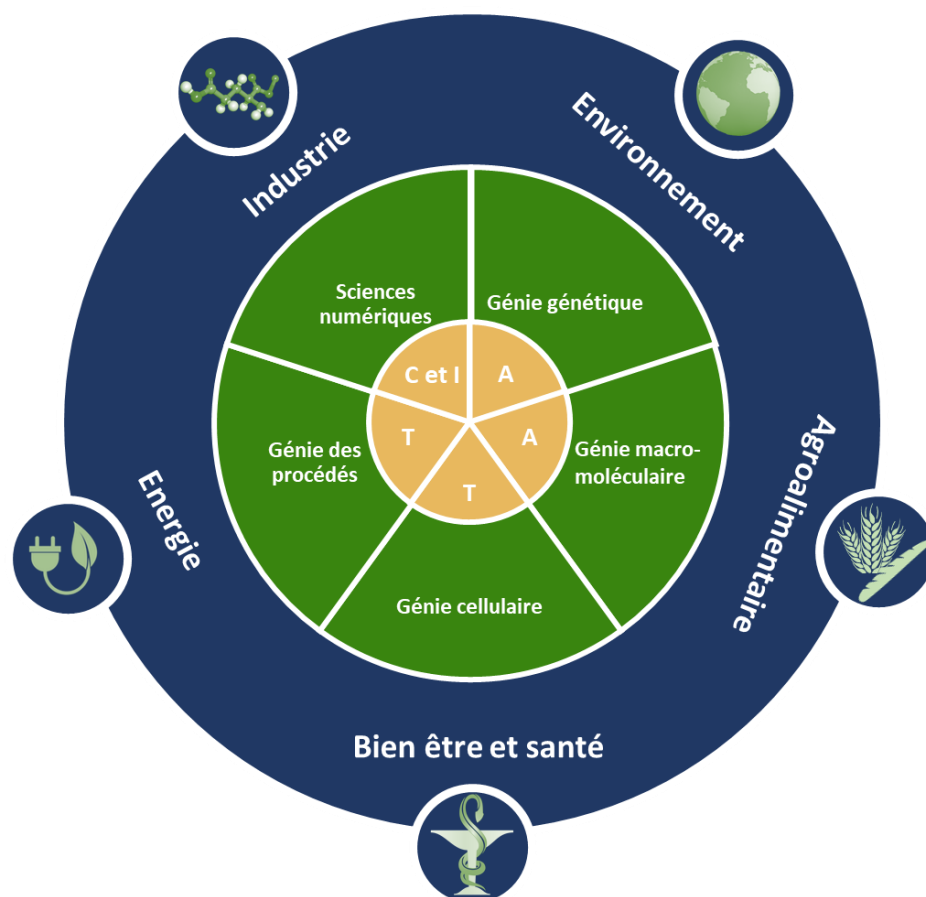 Industrie
Environnement
Sciences
numériques
Génie génétique
C et I
A
Génie des
procédés
T
A
Génie macro-
moléculaire
T
Energie
Agroalimentaire
Génie cellulaire
Bien être et santé